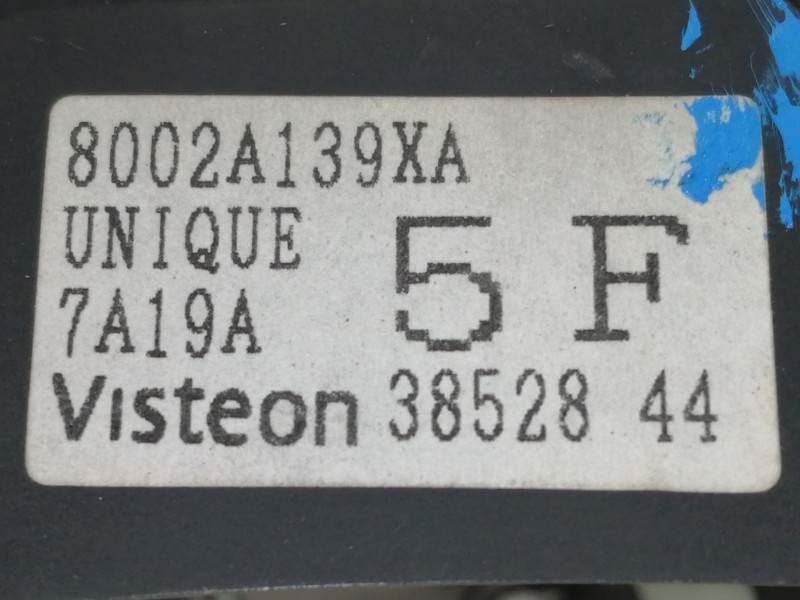 8002A139XA
UNIQUE 5 F
7A19A
Visteon 38528 44